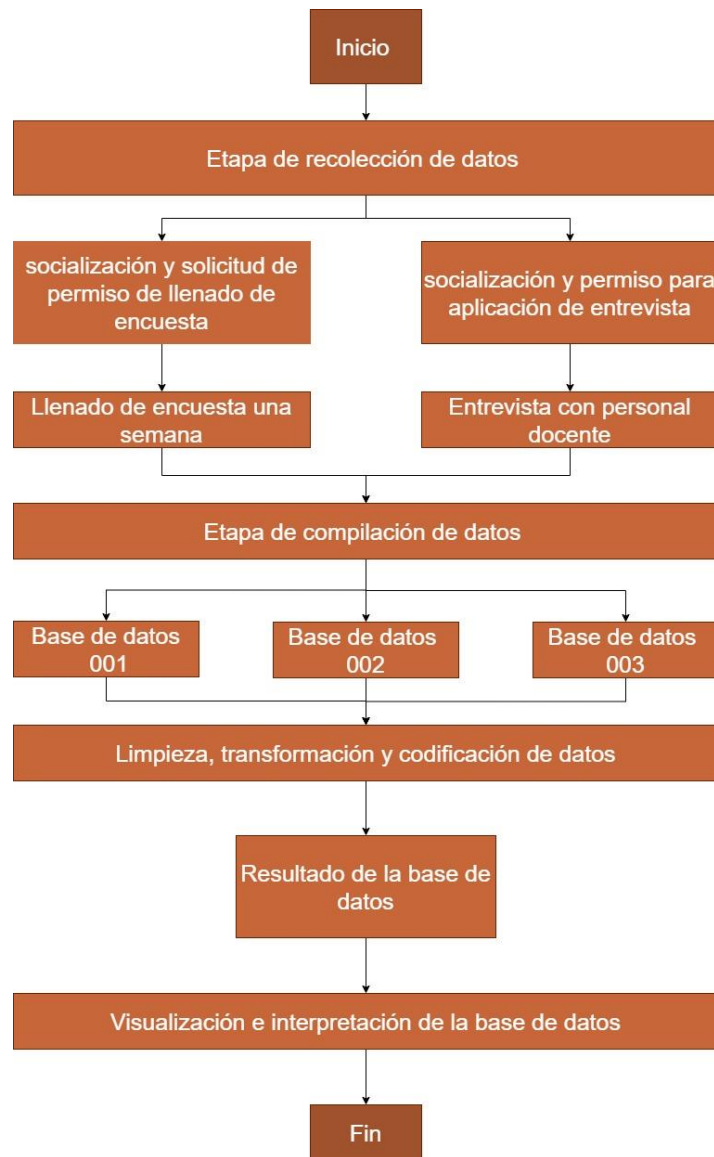 Inicio
Etapa de recolección de datos
socialización y solicitud de
permiso de llenado de
encuesta
socialización y permiso para
aplicación de entrevista
Llenado de encuesta una
semana
Entrevista con personal
docente
Etapa de compilación de datos
Base de datos
001
Base de datos
002
Base de datos
003
Limpieza, transformación y codificación de datos
Resultado de la base de
datos
Visualización e interpretación de la base de datos
Fin